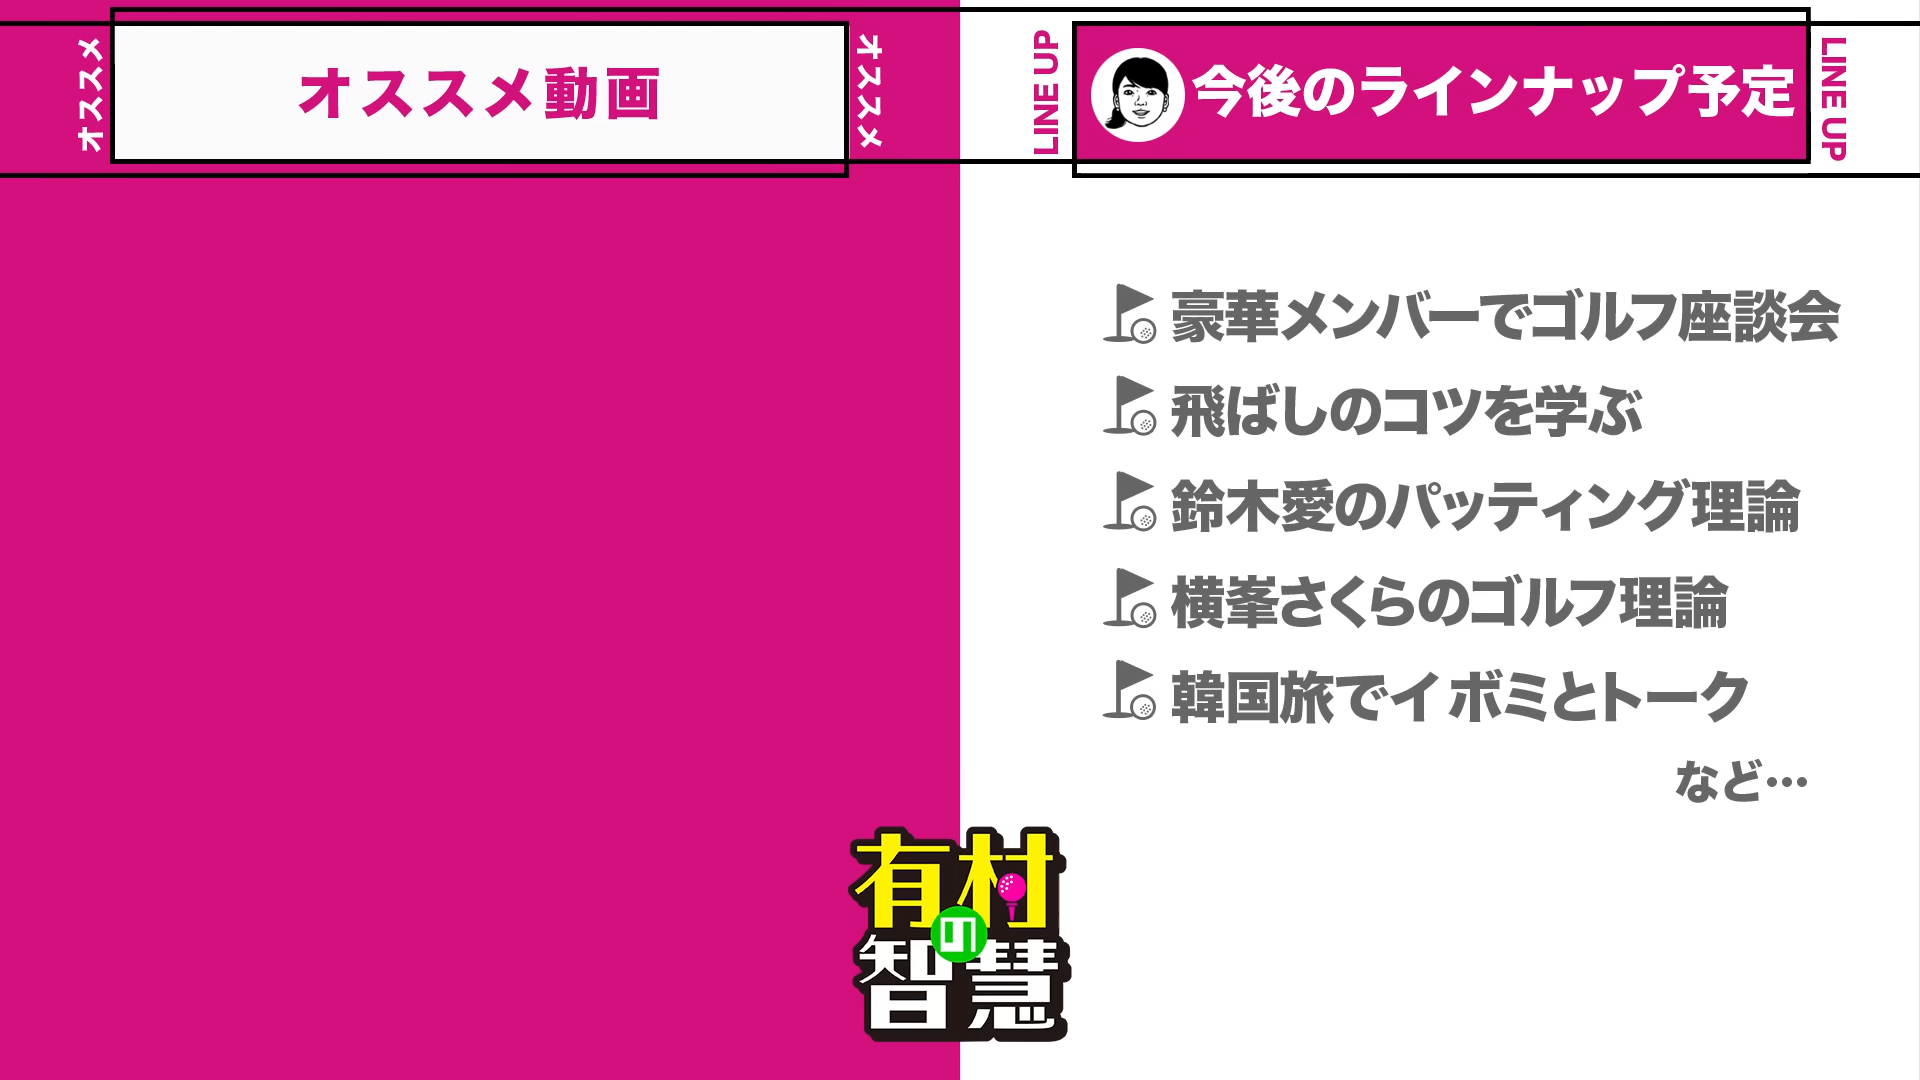 オススメ
オススメ動画
オススメ
LINE UP
今後のラインナップ予定
LINE UP
豪華メンバーでゴルフ座談会
飛ばしのコツを学ぶ
鈴木愛のパッティング理論
横峯さくらのゴルフ理論
韓国旅でイ ボミとトーク
など…
有村
の
智慧